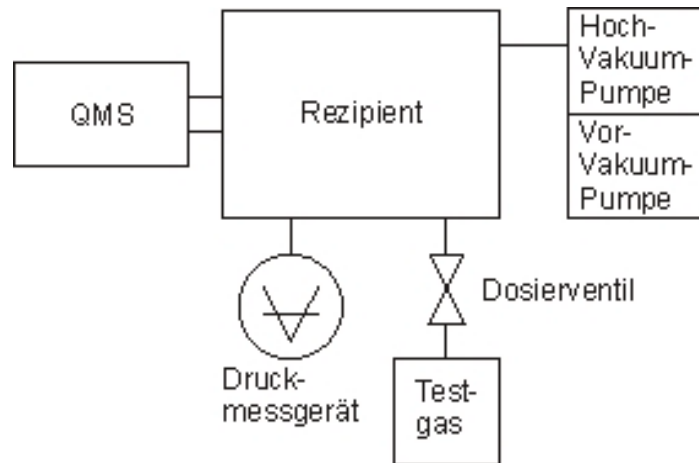 QMS
Rezipient
Hoch-
Vakuum-
Pumpe
Vor-
Vakuum-
Pumpe
Dosierventil
Druck-
messgerät
Test-
gas